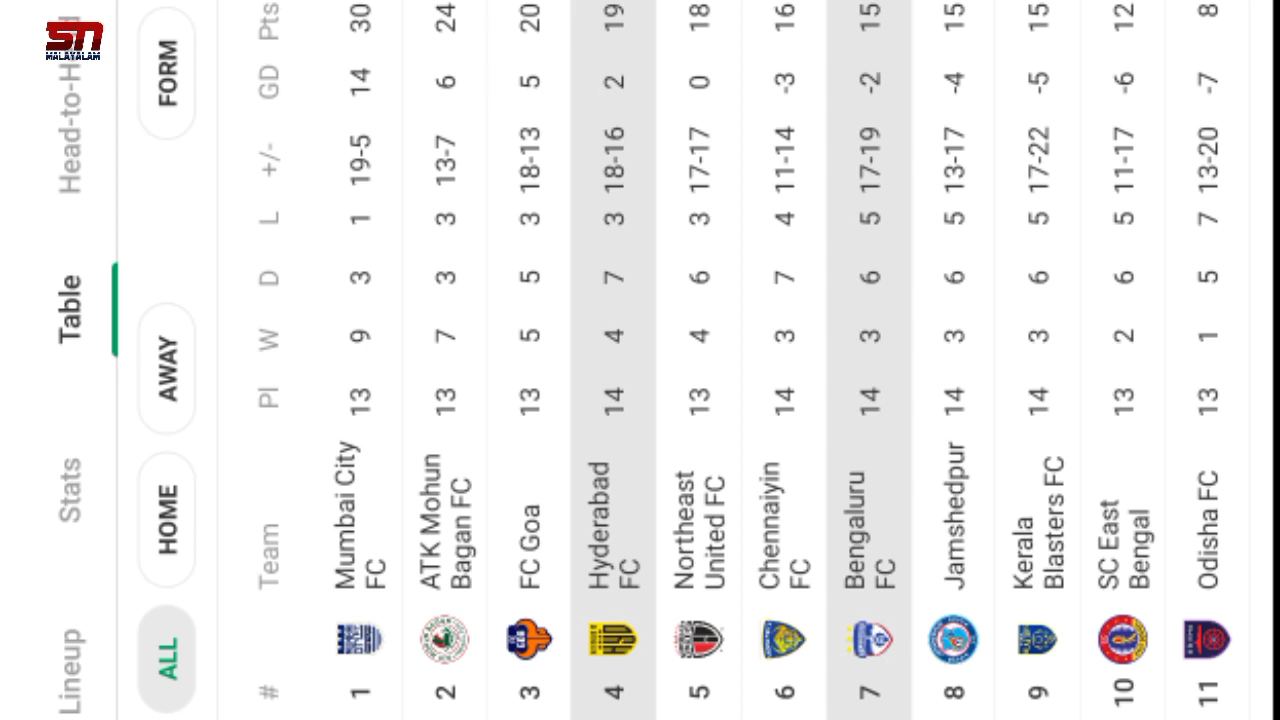 SN
MALAYALAM
Lineup Stats Table Head-to-H
ALL HOME AWAY FORM
# Team Pl W D L +/- GD Pts
1 Mumbai City FC 13 9 3 1 19-5 14 30
2 ATK Mohun Bagan FC 13 7 3 3 13-7 6 24
3 FC Goa 13 5 5 3 18-13 5 20
4 Hyderabad FC 14 4 7 3 18-16 2 19
5 Northeast United FC 13 4 6 3 17-17 0 18
6 Chennaiyin FC 14 3 7 4 11-14 -3 16
7 Bengaluru FC 14 3 6 5 17-19 -2 15
8 Jamshedpur 14 3 6 5 13-17 -4 15
9 Kerala Blasters FC 14 3 6 5 17-22 -5 15
10 SC East Bengal 13 2 6 5 11-17 -6 12
11 Odisha FC 13 1 5 7 13-20 -7 8